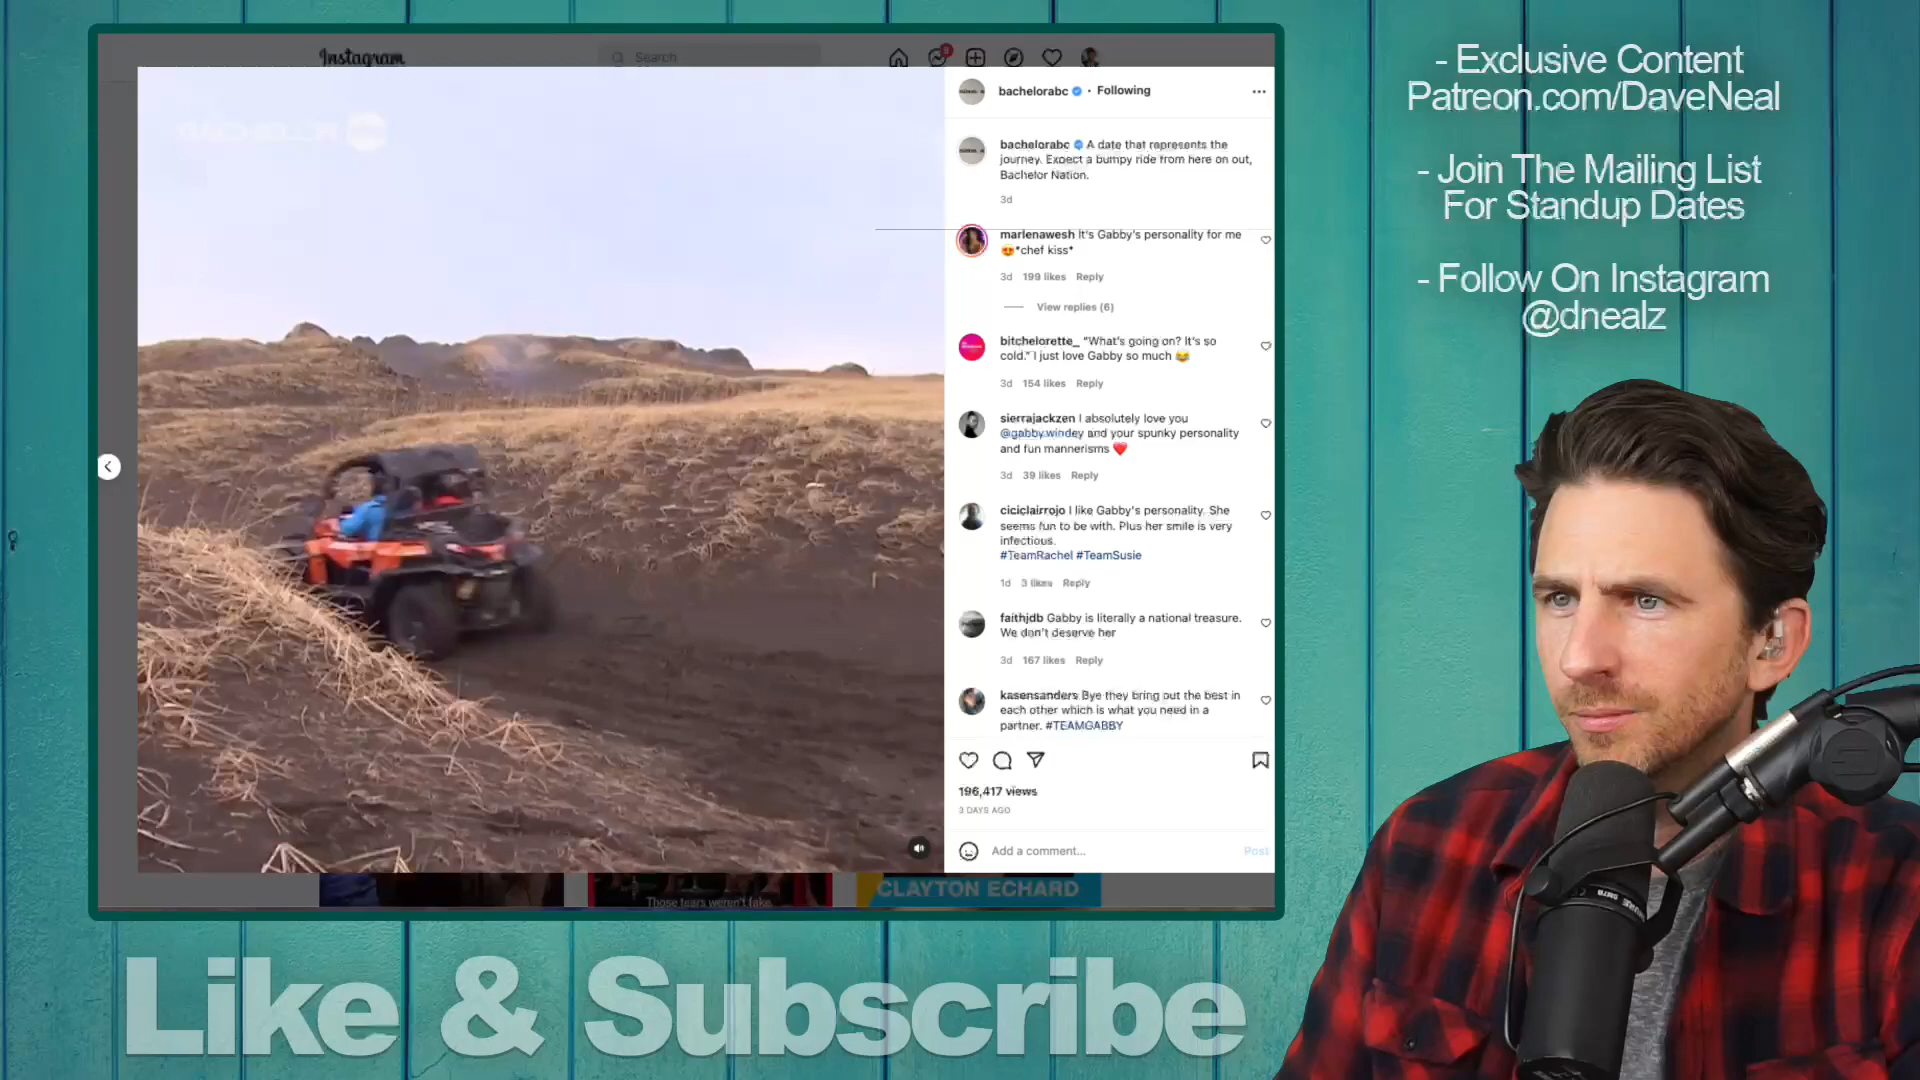 Instagram
Search
9
bachelorabc • Following
bachelorabc A date that represents the
journey. Expect a bumpy ride from here on out,
Bachelor Nation.
3d
marlenawesh It's Gabby's personality for me
😍*chef kiss*
3d 199 likes Reply
View replies (6)
bitchelorette_ "What's going on? It's so
cold." I just love Gabby so much 😂
3d 154 likes Reply
sierrajackzen I absolutely love you
@gabby.windey and your spunky personality
and fun mannerisms ❤️
3d 39 likes Reply
ciciclairrojo I like Gabby's personality. She
seems fun to be with. Plus her smile is very
infectious.
#TeamRachel #TeamSusie
1d 3 likes Reply
faithjdb Gabby is literally a national treasure.
We don't deserve her
3d 167 likes Reply
kasensanders Bye they bring out the best in
each other which is what you need in a
partner. #TEAMGABBY
196,417 views
3 DAYS AGO
Add a comment...
Post
Those tears weren't fake.
CLAYTON ECHARD
Like & Subscribe
- Exclusive Content
Patreon.com/DaveNeal
- Join The Mailing List
For Standup Dates
- Follow On Instagram
@dnealz